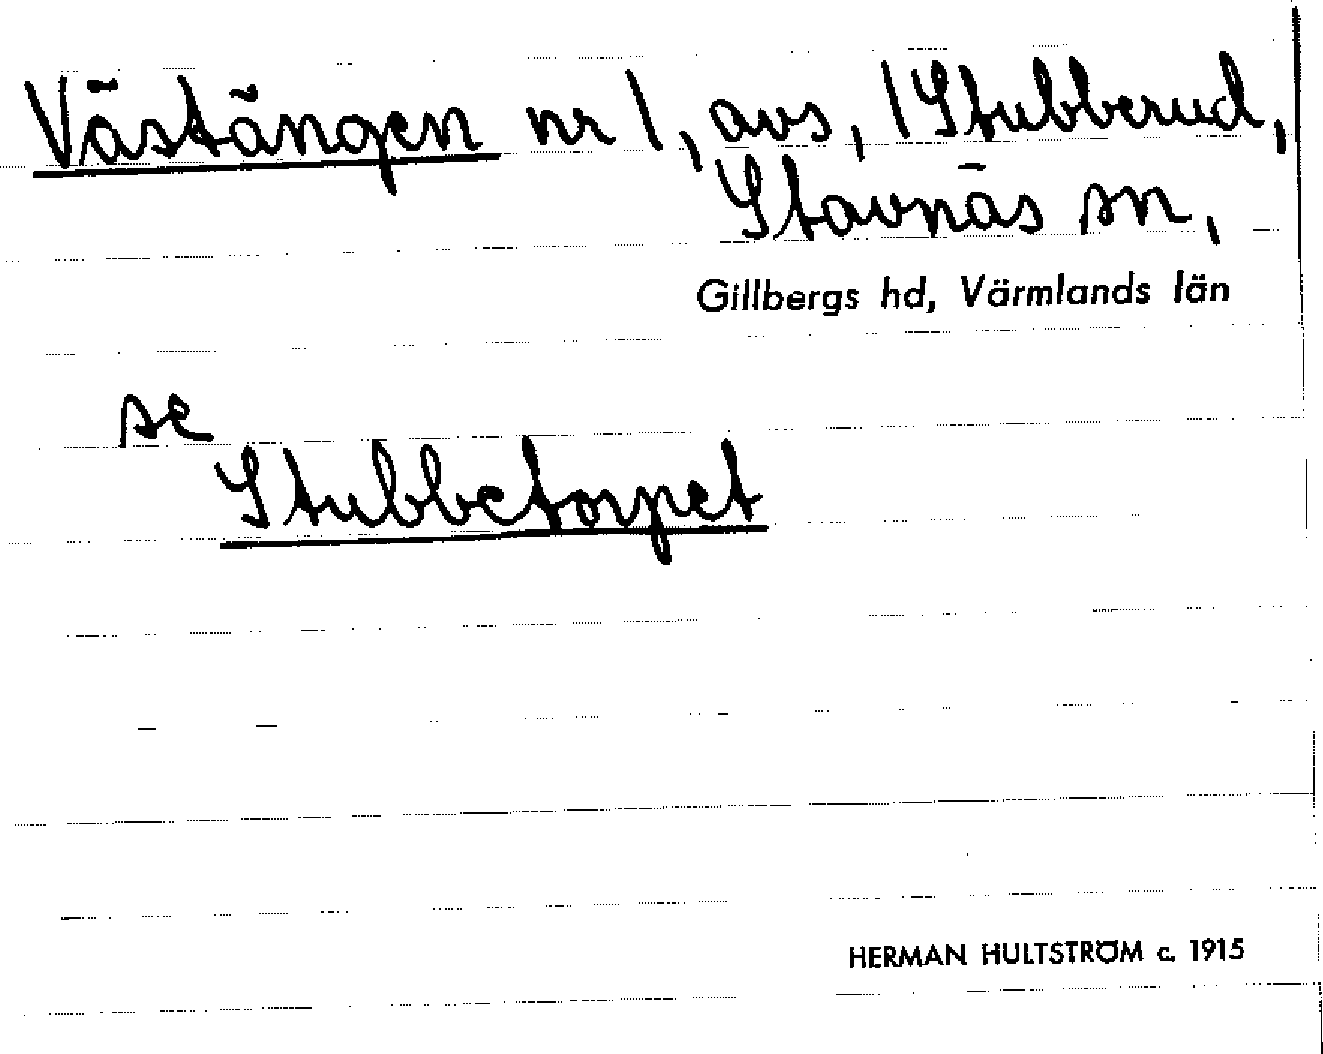 Västängen nr 1, avs, 1 Stubberud,
Stavnäs sn,
Gillbergs hd, Värmlands län
se
Stubbetorpet
HERMAN HULTSTRÖM c. 1915